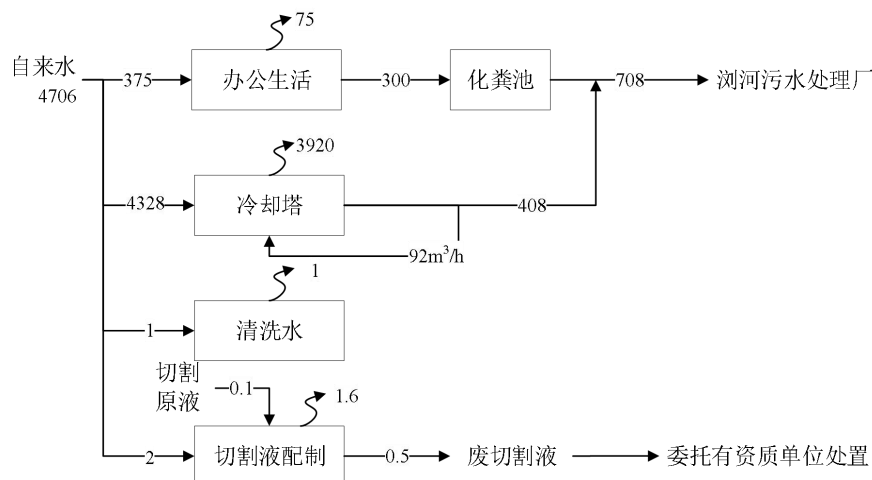 75
自来水
4706
375
办公生活
300
化粪池
708
浏河污水处理厂
3920
4328
冷却塔
408
92m³/h
1
1
清洗水
切割
原液
0.1
1.6
2
切割液配制
0.5
废切割液
委托有资质单位处置